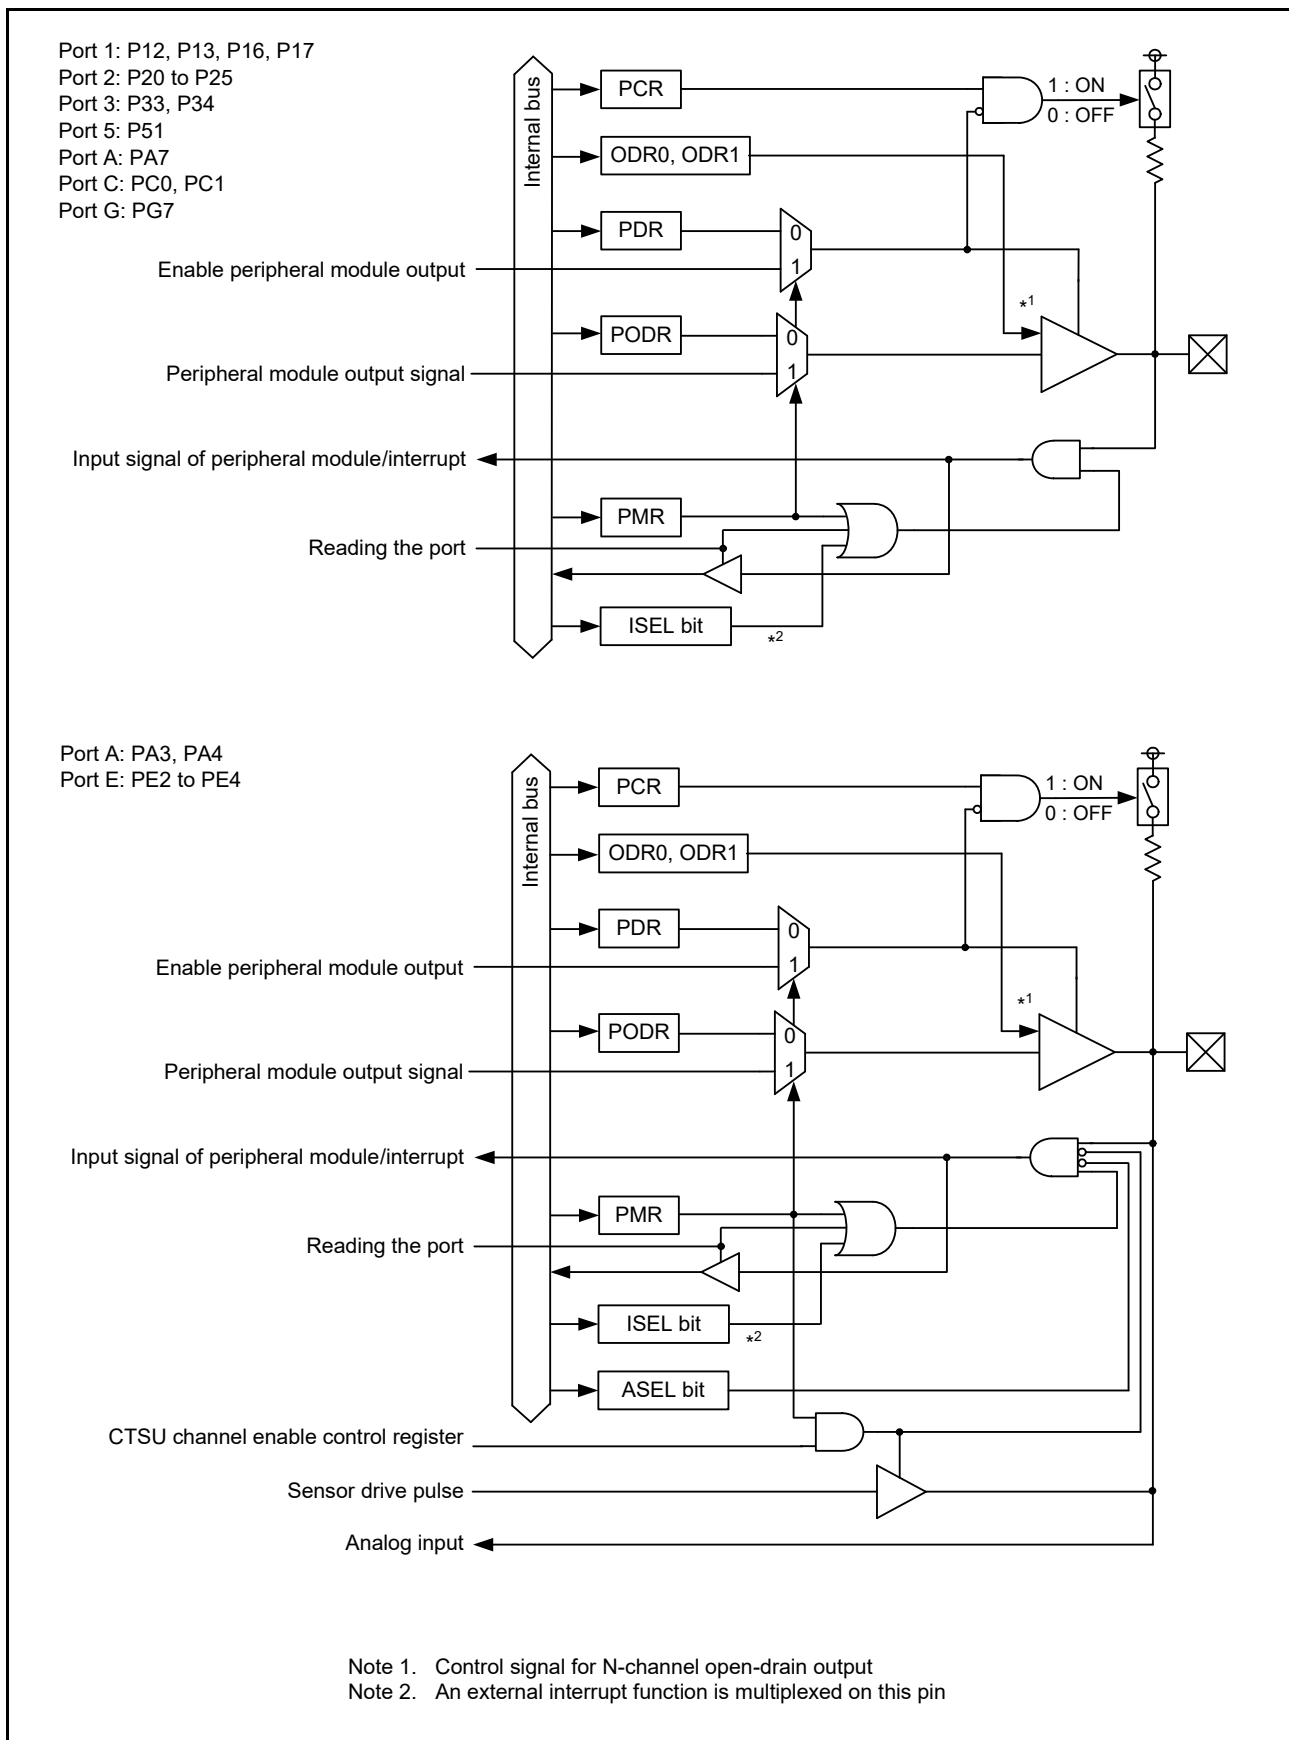 Port 1: P12, P13, P16, P17
Port 2: P20 to P25
Port 3: P33, P34
Port 5: P51
Port A: PA7
Port C: PC0, PC1
Port G: PG7
Internal bus
PCR
1 : ON
0 : OFF
ODR0, ODR1
PDR
0
Enable peripheral module output
1
*1
PODR
0
Peripheral module output signal
1
Input signal of peripheral module/interrupt
PMR
Reading the port
ISEL bit
*2
Port A: PA3, PA4
Port E: PE2 to PE4
Internal bus
PCR
1 : ON
0 : OFF
ODR0, ODR1
PDR
0
Enable peripheral module output
1
*1
PODR
0
Peripheral module output signal
1
Input signal of peripheral module/interrupt
PMR
Reading the port
ISEL bit
*2
ASEL bit
CTSU channel enable control register
Sensor drive pulse
Analog input
Note 1. Control signal for N-channel open-drain output
Note 2. An external interrupt function is multiplexed on this pin